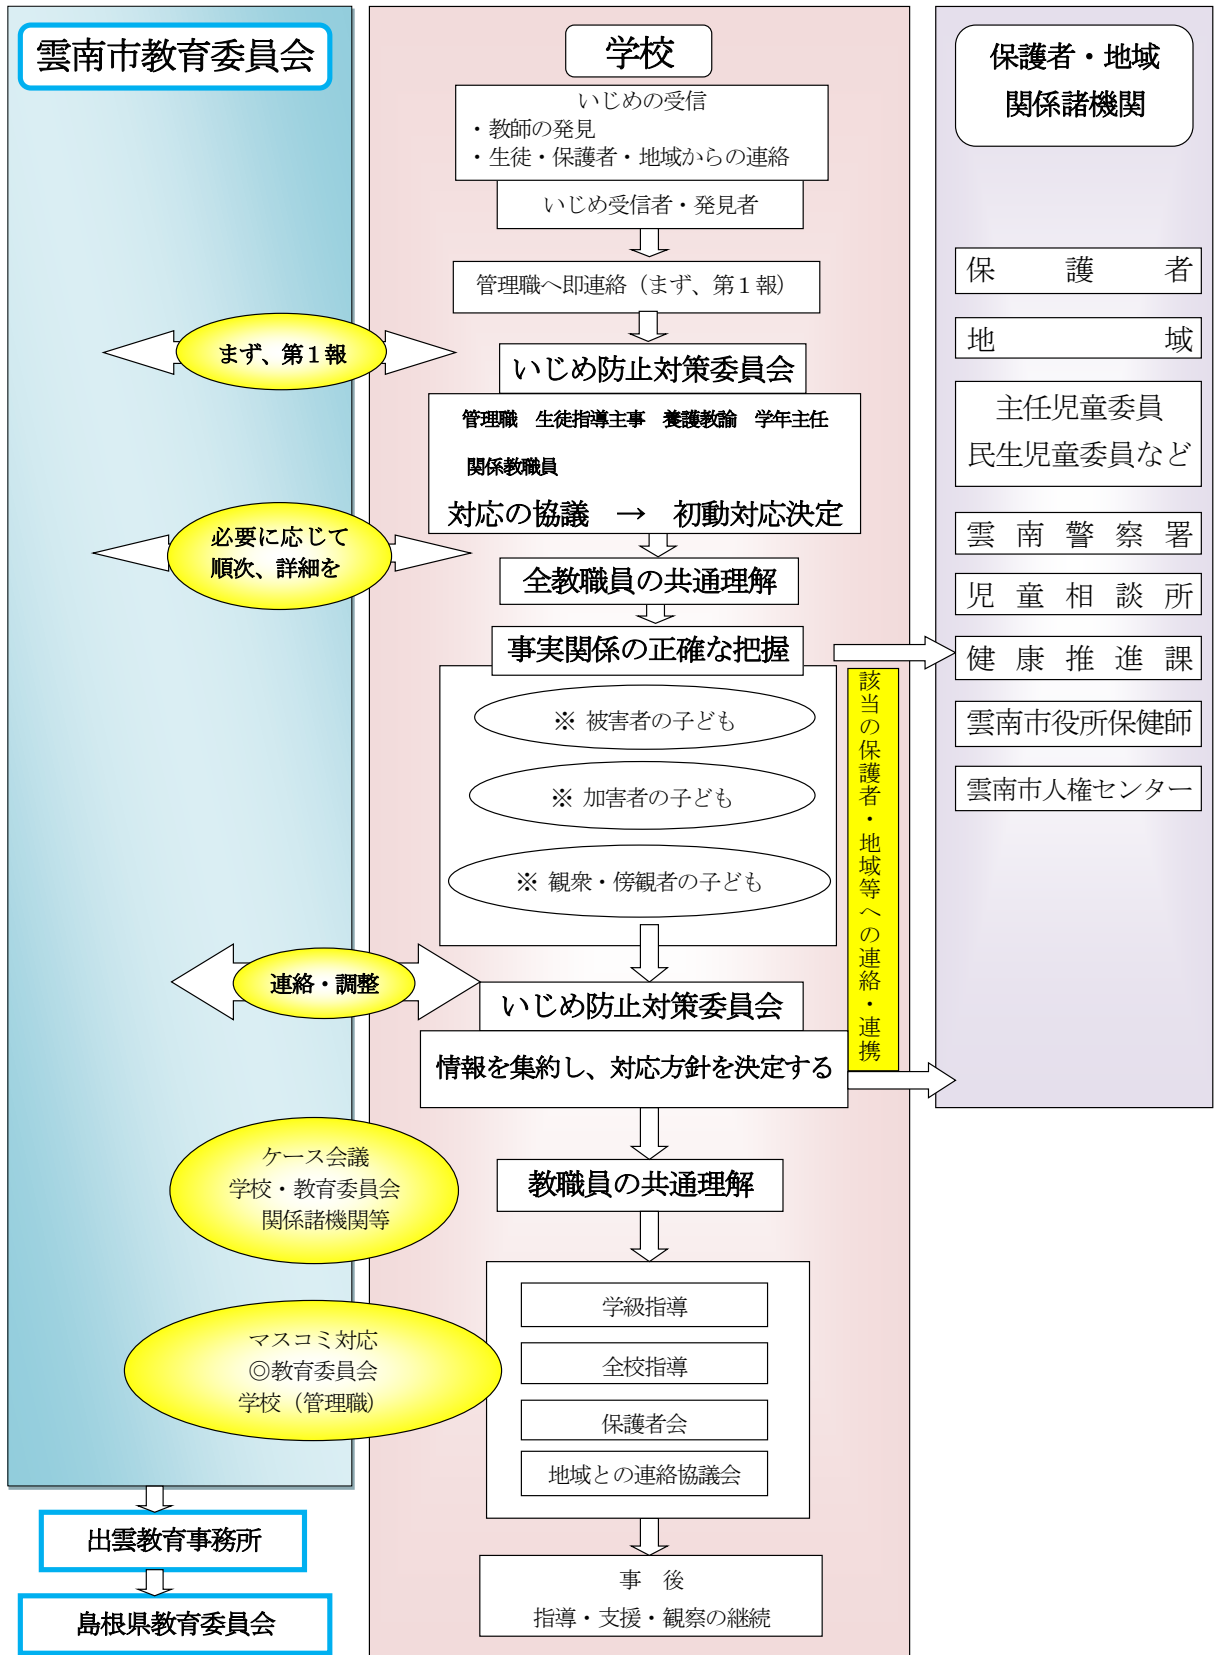 雲南市教育委員会
まず、第1報
必要に応じて
順次、詳細を
連絡・調整
ケース会議
学校・教育委員会
関係諸機関等
マスコミ対応
◎教育委員会
学校（管理職）
出雲教育事務所
島根県教育委員会
学校
いじめの受信
・教師の発見
・生徒・保護者・地域からの連絡
いじめ受信者・発見者
管理職へ即連絡（まず、第1報）
いじめ防止対策委員会
管理職　生徒指導主事　養護教諭　学年主任
関係教職員
対応の協議　→　初動対応決定
全教職員の共通理解
事実関係の正確な把握
※ 被害者の子ども
※ 加害者の子ども
※ 観衆・傍観者の子ども
いじめ防止対策委員会
情報を集約し、対応方針を決定する
教職員の共通理解
学級指導
全校指導
保護者会
地域との連絡協議会
事　後
指導・支援・観察の継続
該当の保護者・地域等への連絡・連携
保護者・地域
関係諸機関
保　護　者
地　域
主任児童委員
民生児童委員など
雲南警察署
児童相談所
健康推進課
雲南市役所保健師
雲南市人権センター